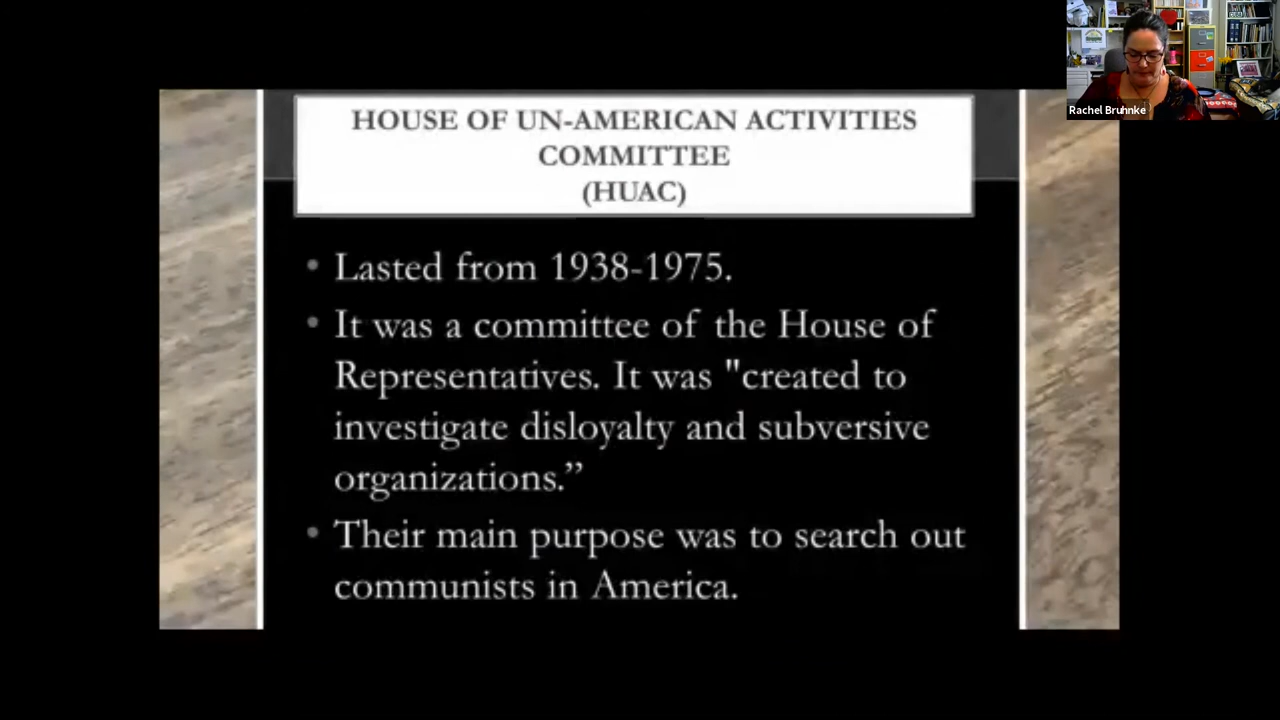 HOUSE OF UN-AMERICAN ACTIVITIES
COMMITTEE
(HUAC)
• Lasted from 1938-1975.
• It was a committee of the House of
Representatives. It was "created to
investigate disloyalty and subversive
organizations.”
• Their main purpose was to search out
communists in America.
Rachel Bruhnke